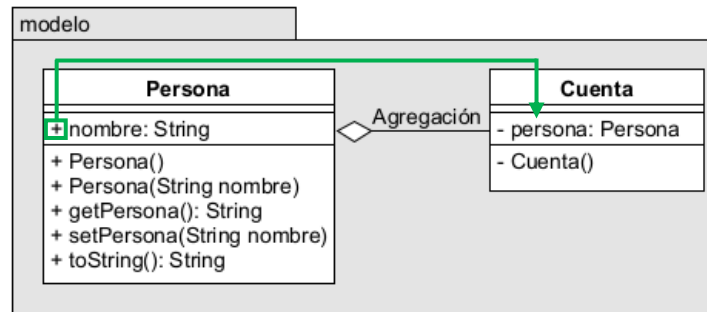 modelo
Persona
+ nombre: String
+ Persona()
+ Persona(String nombre)
+ getPersona(): String
+ setPersona(String nombre)
+ toString(): String
Agregación
Cuenta
- persona: Persona
- Cuenta()